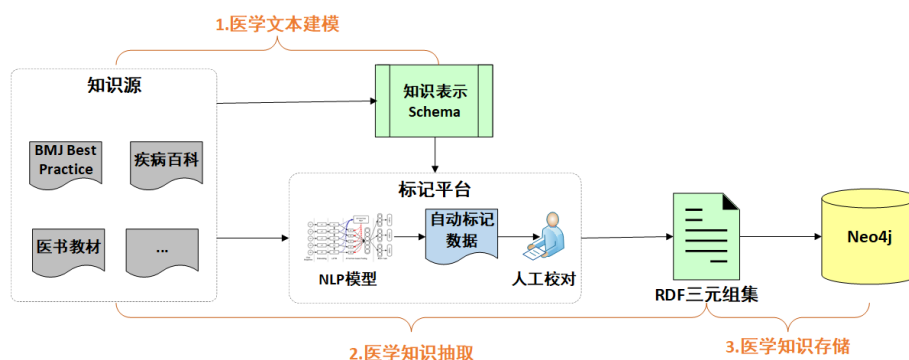 1.医学文本建模
知识源
知识表示
Schema
BMJ Best
Practice
疾病百科
医书教材
...
标记平台
自动标记
数据
NLP模型
人工校对
RDF三元组集
Neo4j
2.医学知识抽取
3.医学知识存储